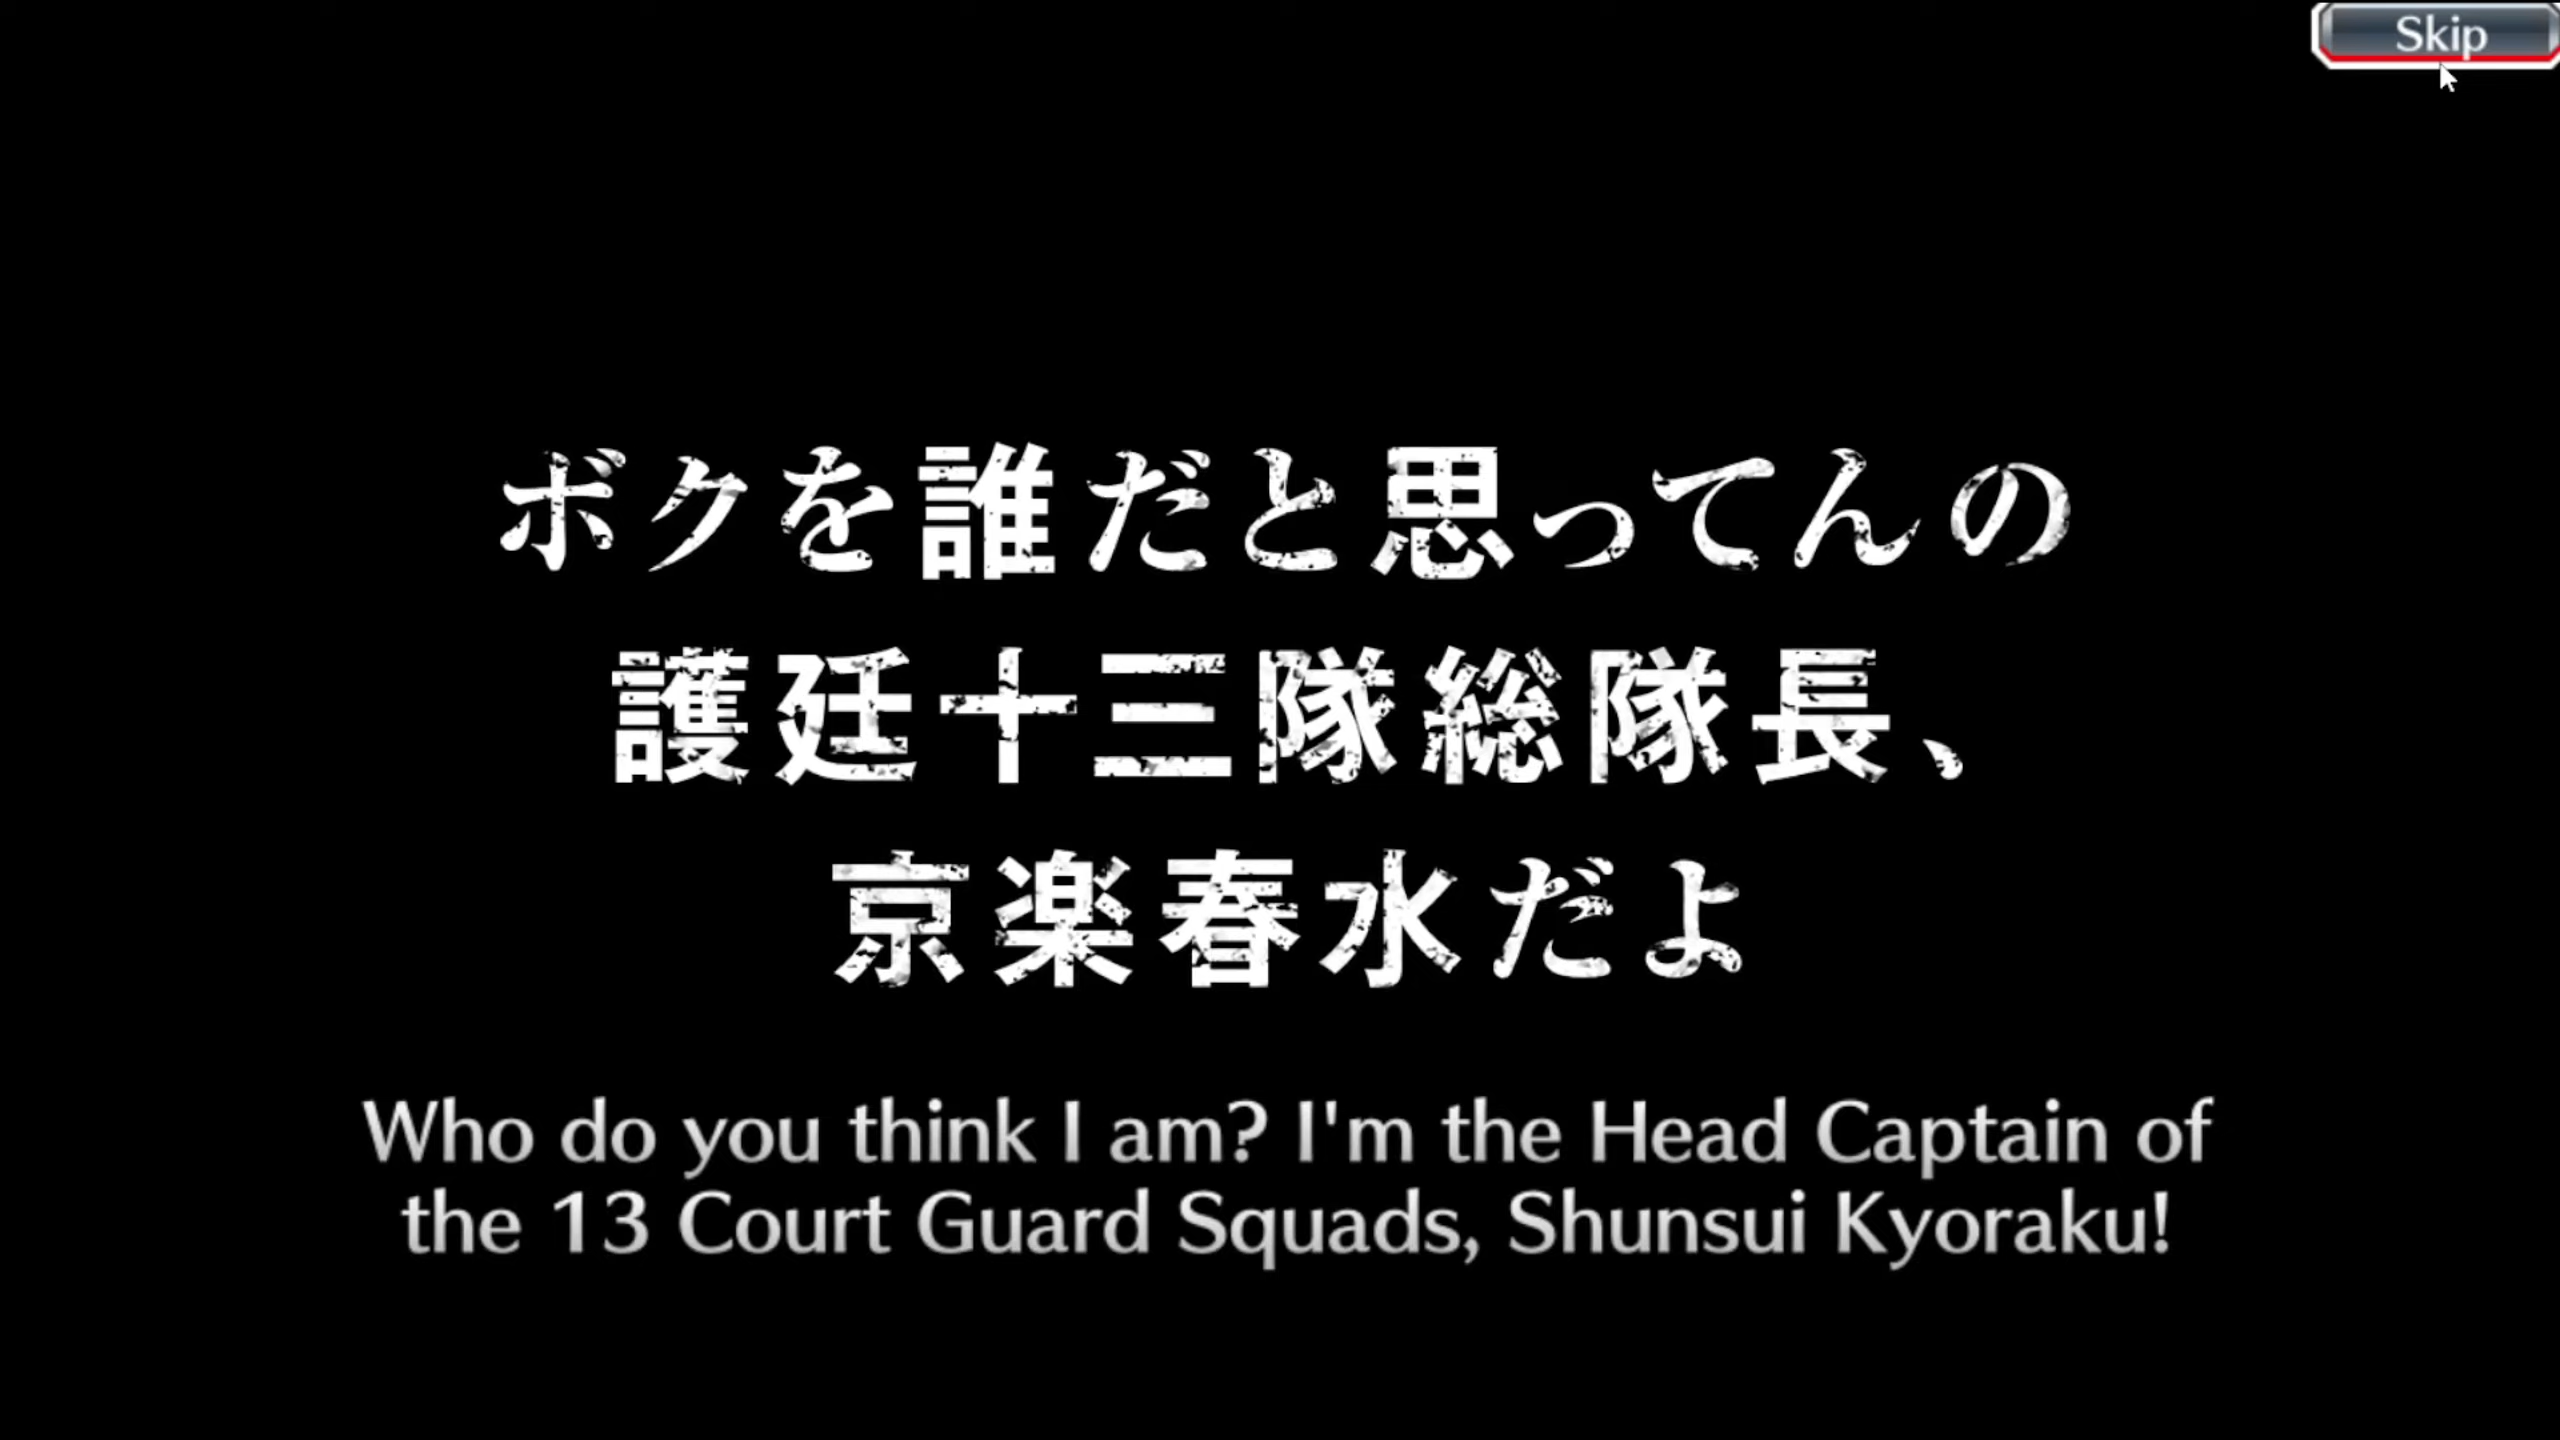 Skip
ボクを誰だと思ってんの
護廷十三隊総隊長、
京楽春水だよ
Who do you think I am? I'm the Head Captain of
the 13 Court Guard Squads, Shunsui Kyoraku!